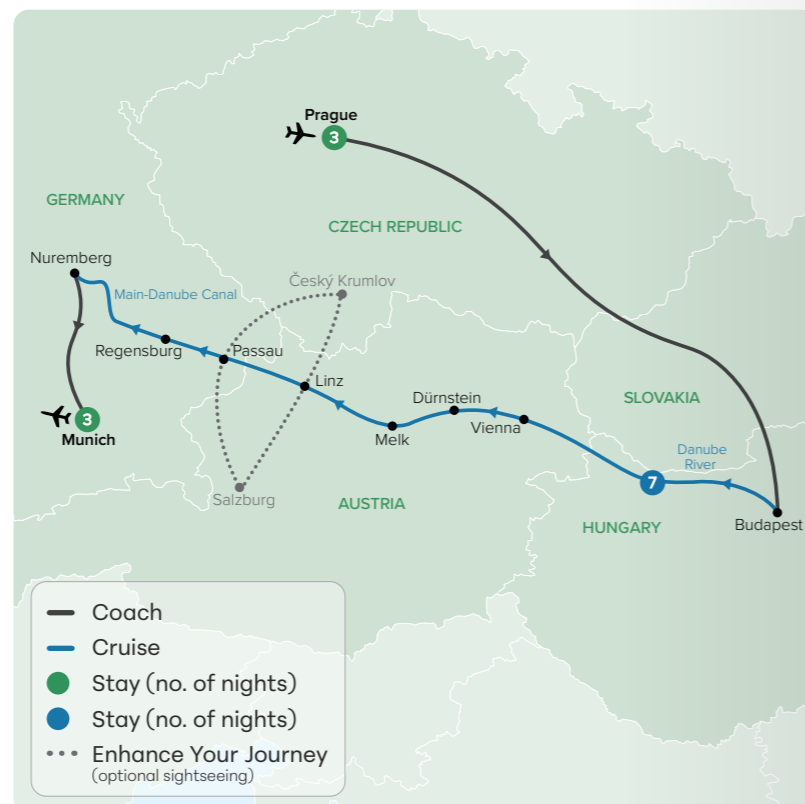 Prague
3
GERMANY
CZECH REPUBLIC
Nuremberg
Český Krumlov
Main-Danube Canal
Regensburg
Passau
Linz
Dürnstein
SLOVAKIA
3
Munich
Melk
Vienna
Danube
River
7
Salzburg
AUSTRIA
HUNGARY
Budapest
Coach
Cruise
Stay (no. of nights)
Stay (no. of nights)
Enhance Your Journey
(optional sightseeing)